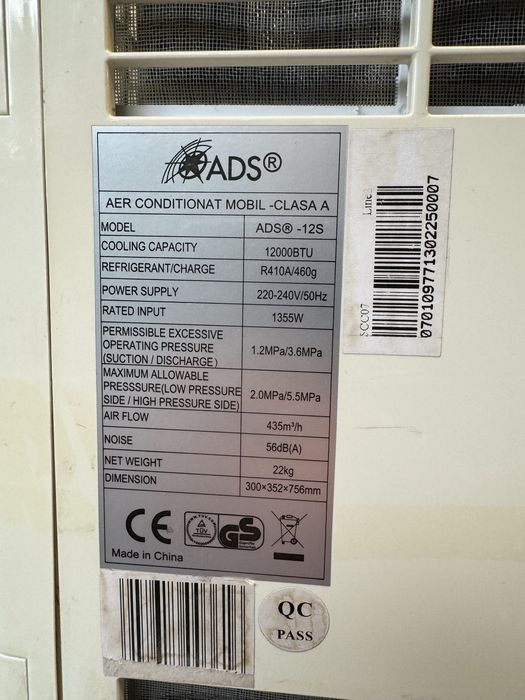 ADS®
AER CONDITIONAT MOBIL -CLASA A
MODEL ADS® -12S
COOLING CAPACITY 12000BTU
REFRIGERANT/CHARGE R410A/460g
POWER SUPPLY 220-240V/50Hz
RATED INPUT 1355W
PERMISSIBLE EXCESSIVE
OPERATING PRESSURE 1.2MPa/3.6MPa
(SUCTION / DISCHARGE )
MAXIMUM ALLOWABLE
PRESSSURE(LOW PRESSURE 2.0MPa/5.5MPa
SIDE / HIGH PRESSURE SIDE)
AIR FLOW 435m³/h
NOISE 56dB(A)
NET WEIGHT 22kg
DIMENSION 300×352×756mm
CE TÜV GS
Made in China
Line1
0701097771302250007
SCC07
QC
PASS